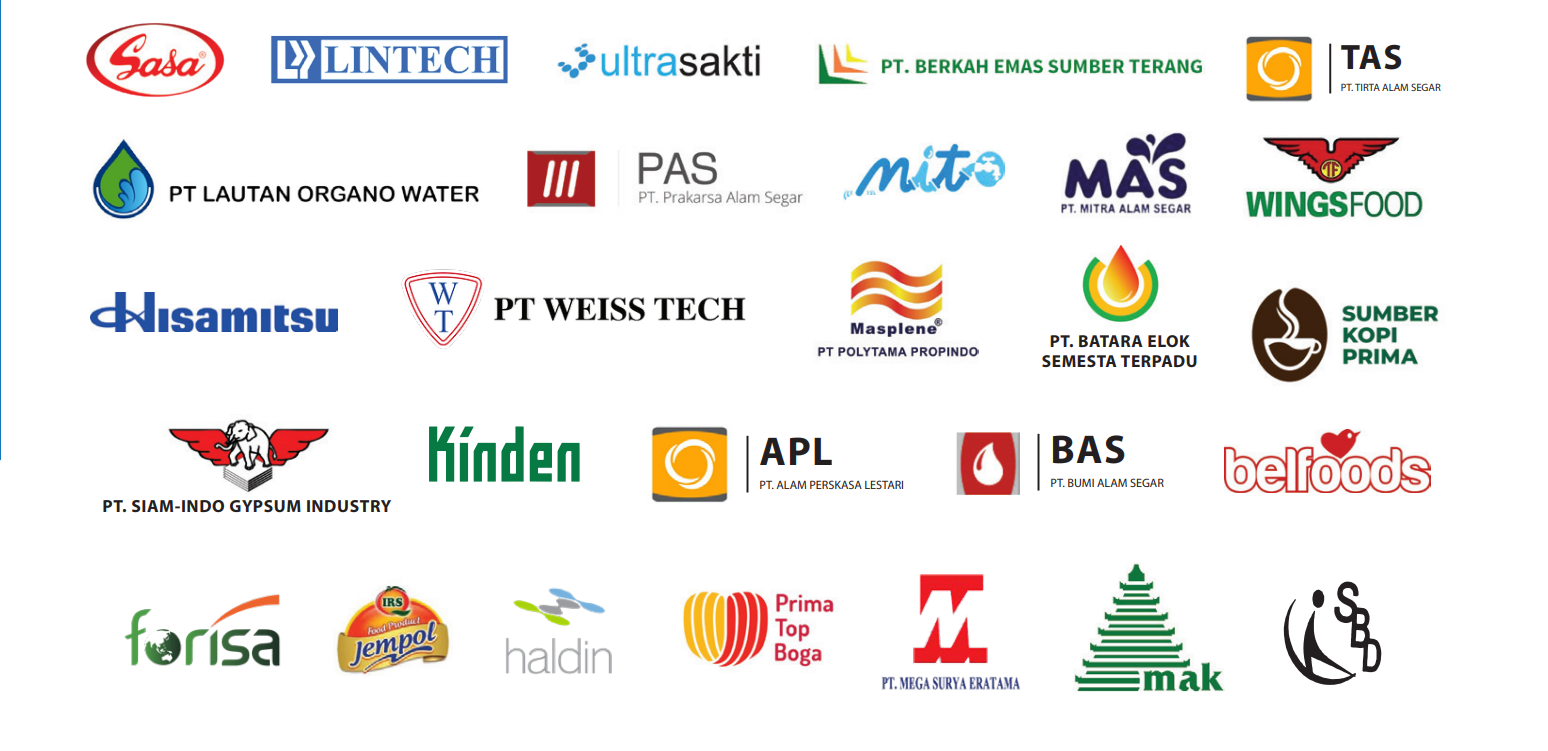 Sasa®
LINTECH
ultrasakti
PT. BERKAH EMAS SUMBER TERANG
TAS
PT. TIRTA ALAM SEGAR
PT LAUTAN ORGANO WATER
PAS
PT. Prakarsa Alam Segar
mito
MAS
PT. MITRA ALAM SEGAR
WINGSFOOD
HISAMITSU
W
T
PT WEISS TECH
Masplene®
PT POLYTAMA PROPINDO
PT. BATARA ELOK
SEMESTA TERPADU
SUMBER
KOPI
PRIMA
PT. SIAM-INDO GYPSUM INDUSTRY
Kinden
APL
PT. ALAM PERSKASA LESTARI
BAS
PT. BUMI ALAM SEGAR
belfoods
forisa
IRS
Food Product
Jempol
haldin
Prima
Top
Boga
PT. MEGA SURYA ERATAMA
mak
SBD